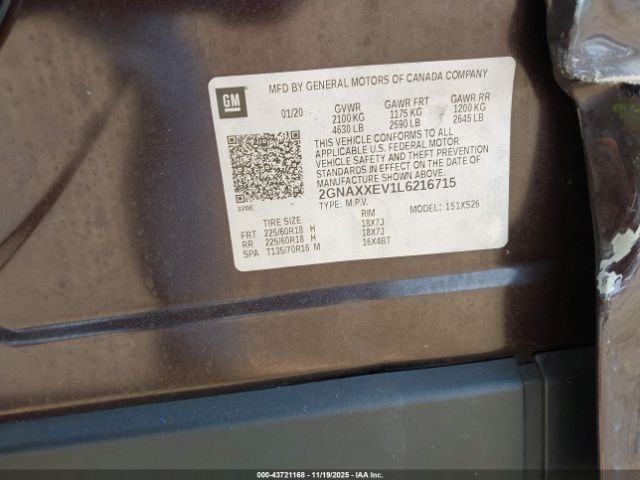 GM
MFD BY GENERAL MOTORS OF CANADA COMPANY
01/20 GVWR GAWR FRT GAWR RR
2100 KG 1175 KG 1200 KG
4630 LB 2590 LB 2645 LB
THIS VEHICLE CONFORMS TO ALL
APPLICABLE U.S. FEDERAL MOTOR
VEHICLE SAFETY AND THEFT PREVENTION
STANDARDS IN EFFECT ON THE DATE OF
MANUFACTURE SHOWN ABOVE.
2GNAXXEV1L6216715
TYPE: M.P.V. MODEL: 151XS26
320E
TIRE SIZE RIM
FRT 225/60R18 H 18X7J
RR 225/60R18 H 18X7J
SPA T135/70R16 M 16X4BT
000-43721168 - 11/19/2025 - IAA Inc.